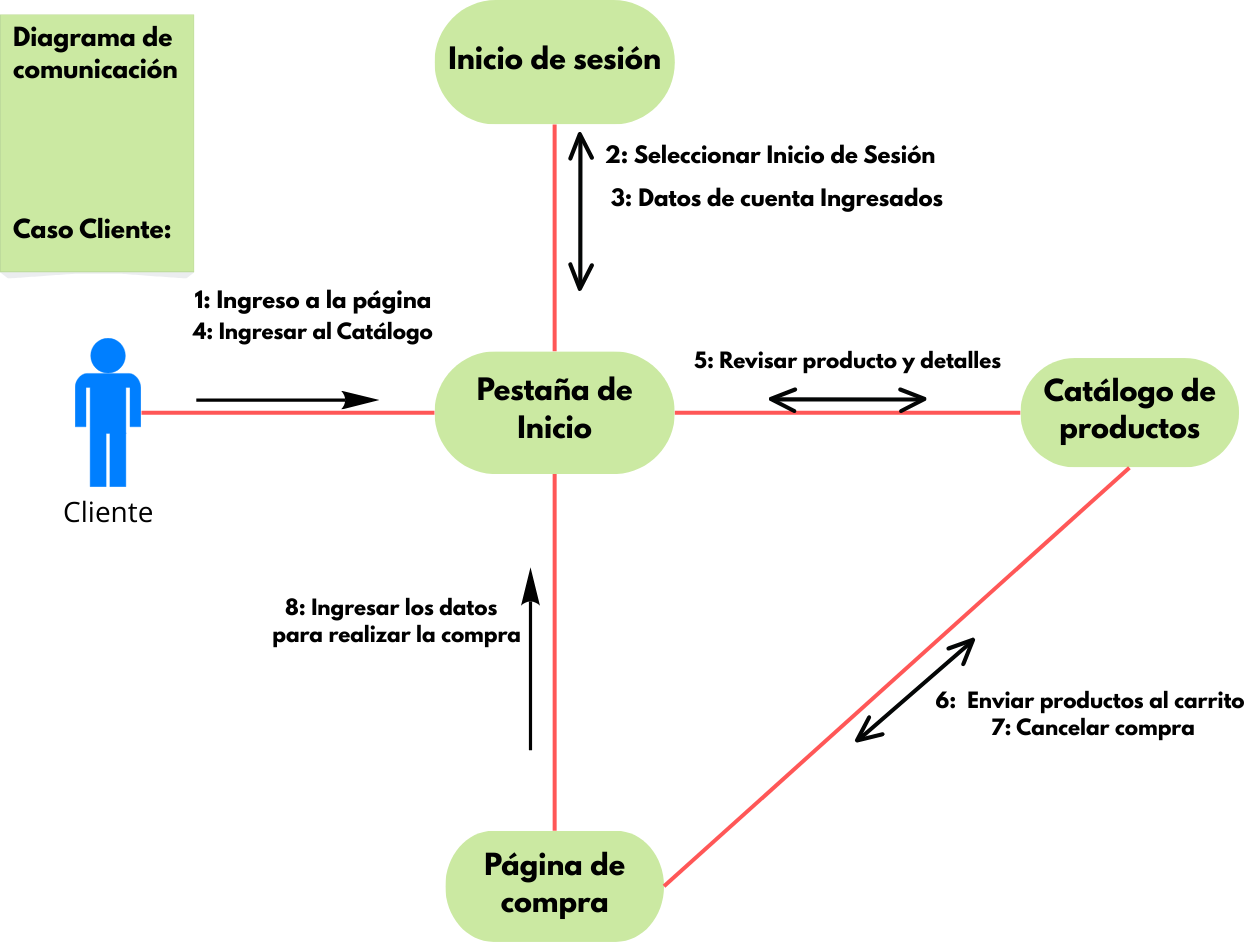 Diagrama de
comunicación
Caso Cliente:
Inicio de sesión
2: Seleccionar Inicio de Sesión
3: Datos de cuenta Ingresados
1: Ingreso a la página
4: Ingresar al Catálogo
Cliente
Pestaña de
Inicio
5: Revisar producto y detalles
Catálogo de
productos
8: Ingresar los datos
para realizar la compra
6:  Enviar productos al carrito
7: Cancelar compra
Página de
compra